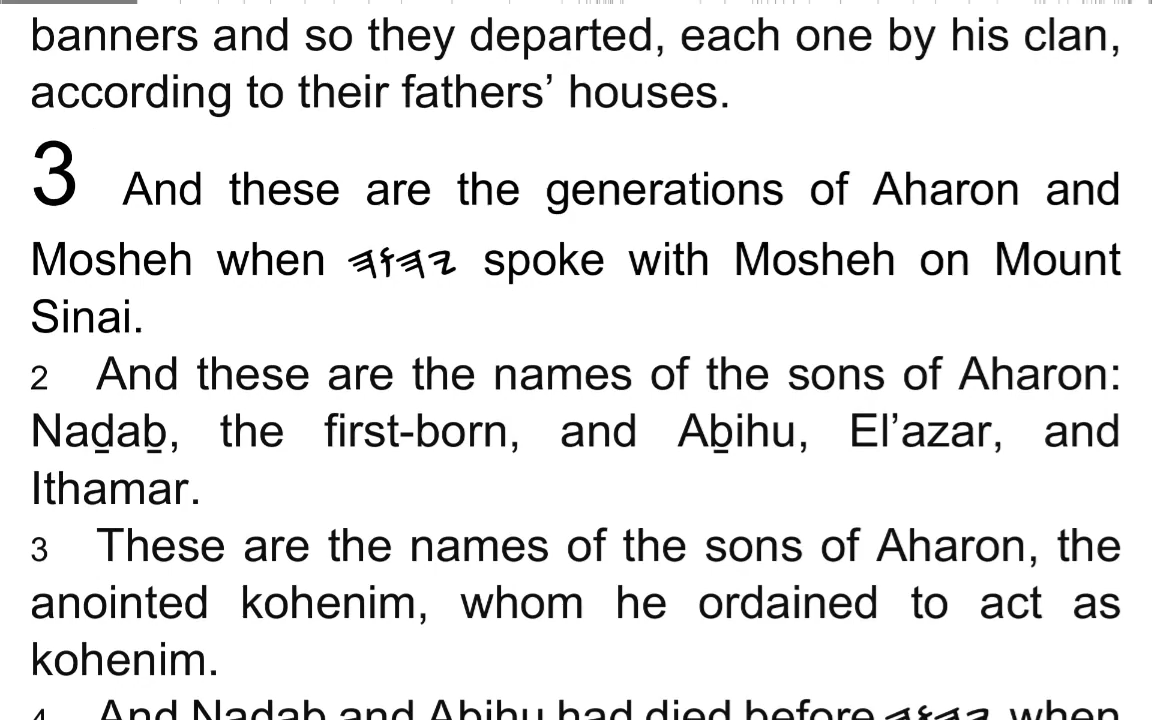 banners and so they departed, each one by his clan,
according to their fathers’ houses.
3 And these are the generations of Aharon and
Mosheh when 𐤉𐤄𐤅𐤄 spoke with Mosheh on Mount
Sinai.
2 And these are the names of the sons of Aharon:
Naḏaḇ, the first-born, and Aḇihu, El’azar, and
Ithamar.
3 These are the names of the sons of Aharon, the
anointed kohenim, whom he ordained to act as
kohenim.
4 And Nadab and Abihu had died before 𐤉𐤄𐤅𐤄 when